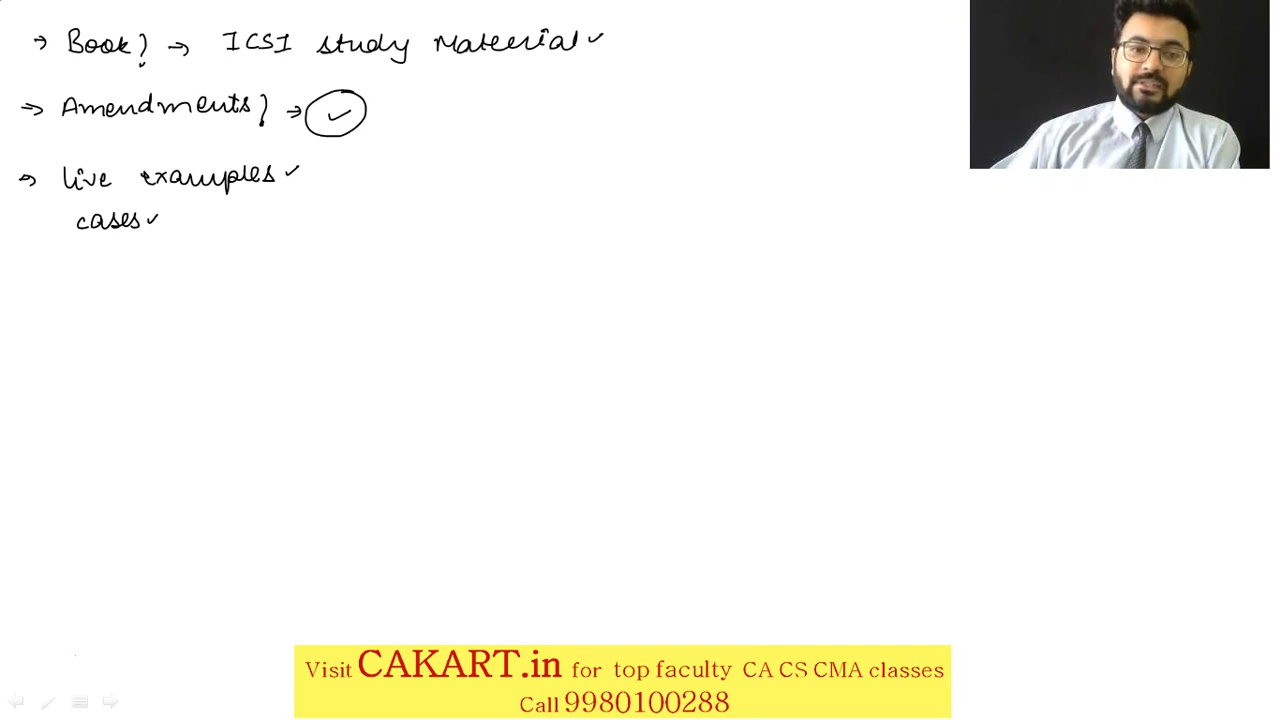 → Book? → ICSI study Mateerial ✓
→ Amendments? → ✓
→ live examples ✓
cases ✓
Visit CAKART.in for top faculty CA CS CMA classes
Call 9980100288